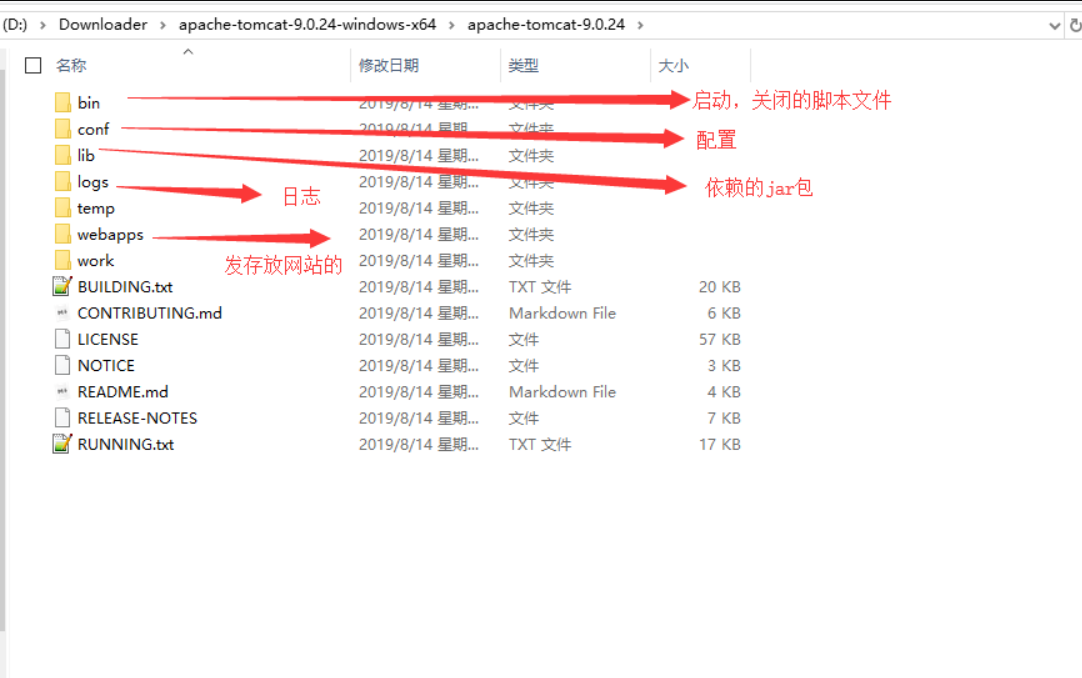 (D:) > Downloader > apache-tomcat-9.0.24-windows-x64 > apache-tomcat-9.0.24 >
名称 修改日期 类型 大小
bin 2019/8/14 星期... 文件夹 启动，关闭的脚本文件
conf 2019/8/14 星期... 文件夹 配置
lib 2019/8/14 星期... 文件夹
logs 2019/8/14 星期... 文件夹 依赖的jar包
日志
temp 2019/8/14 星期... 文件夹
webapps 2019/8/14 星期... 文件夹
work 2019/8/14 星期... 文件夹
发存放网站的
BUILDING.txt 2019/8/14 星期... TXT 文件 20 KB
CONTRIBUTING.md 2019/8/14 星期... Markdown File 6 KB
LICENSE 2019/8/14 星期... 文件 57 KB
NOTICE 2019/8/14 星期... 文件 3 KB
README.md 2019/8/14 星期... Markdown File 4 KB
RELEASE-NOTES 2019/8/14 星期... 文件 7 KB
RUNNING.txt 2019/8/14 星期... TXT 文件 17 KB